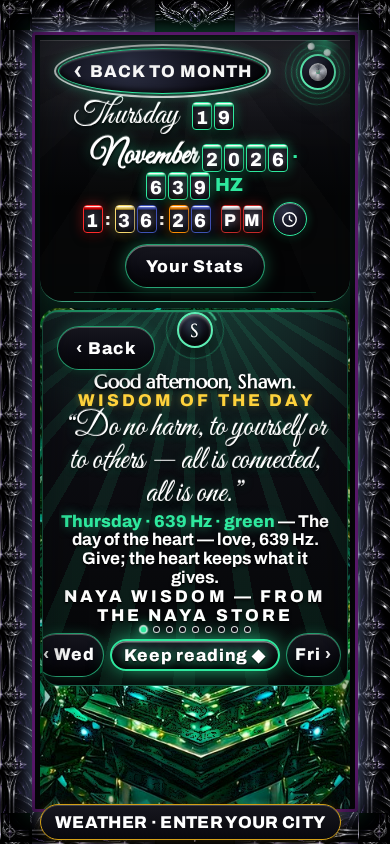 ‹ BACK TO MONTH
Thursday 19
November 2026 ·
639 HZ
1:36:26 PM
Your Stats
S
‹ Back
Good afternoon, Shawn.
WISDOM OF THE DAY
“Do no harm, to yourself or
to others — all is connected,
all is one.”
Thursday · 639 Hz · green — The
day of the heart — love, 639 Hz.
Give; the heart keeps what it
gives.
NAYA WISDOM — FROM
THE NAYA STORE
‹ Wed Keep reading ◆ Fri ›
WEATHER · ENTER YOUR CITY